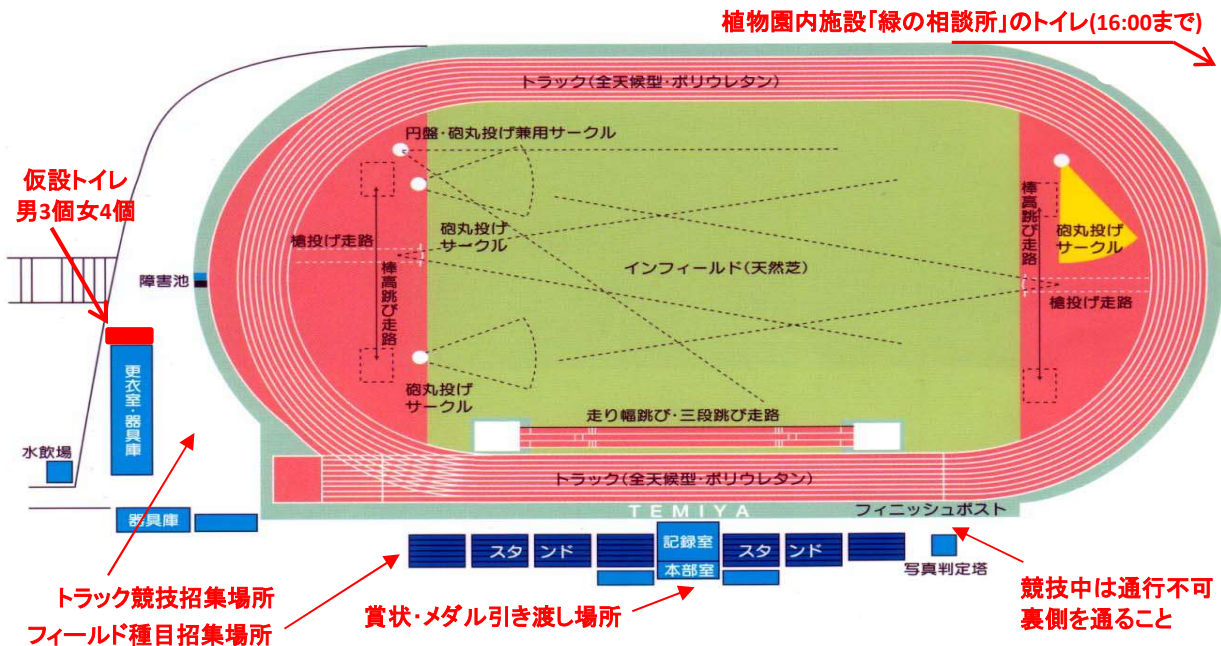 植物園内施設「緑の相談所」のトイレ(16:00まで)
トラック(全天候型・ポリウレタン)
円盤・砲丸投げ兼用サークル
仮設トイレ
男3個女4個
棒高跳び走路
砲丸投げ
サークル
槍投げ走路
砲丸投げ
サークル
インフィールド(天然芝)
障害池
棒高跳び走路
槍投げ走路
更衣室・器具庫
砲丸投げ
サークル
走り幅跳び・三段跳び走路
水飲場
トラック(全天候型・ポリウレタン)
TEMIYA
フィニッシュポスト
器具庫
スタンド
記録室
スタンド
本部室
写真判定塔
トラック競技招集場所
フィールド種目招集場所
賞状・メダル引き渡し場所
競技中は通行不可
裏側を通ること